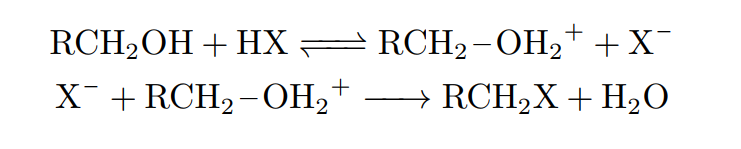 RCH₂OH + HX ⇌ RCH₂–OH₂⁺ + X⁻
X⁻ + RCH₂–OH₂⁺ ⟶ RCH₂X + H₂O